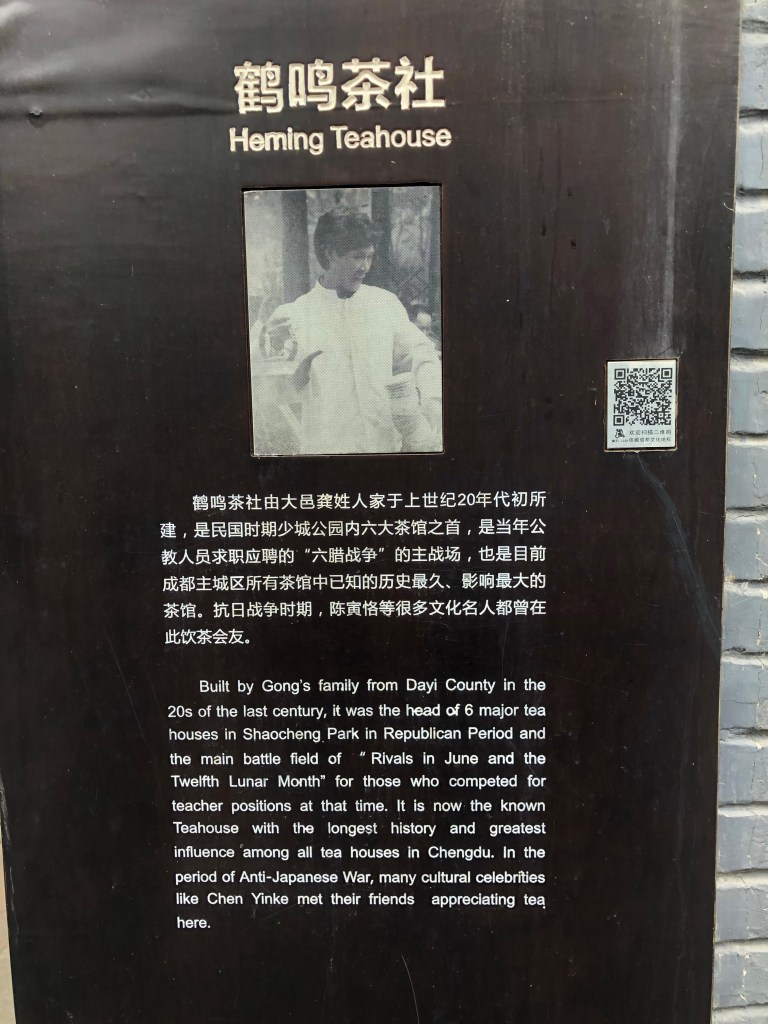 鹤鸣茶社
Heming Teahouse
欢迎扫描二维码
鹤鸣茶社由大邑龚姓人家于上世纪20年代初所
建，是民国时期少城公园内六大茶馆之首，是当年公
教人员求职应聘的“六腊战争”的主战场，也是目前
成都主城区所有茶馆中已知的历史最久、影响最大的
茶馆。抗日战争时期，陈寅恪等很多文化名人都曾在
此饮茶会友。
Built by Gong's family from Dayi County in the
20s of the last century, it was the head of 6 major tea
houses in Shaocheng Park in Republican Period and
the main battle field of “ Rivals in June and the
Twelfth Lunar Month” for those who competed for
teacher positions at that time. It is now the known
Teahouse with the longest history and greatest
influence among all tea houses in Chengdu. In the
period of Anti-Japanese War, many cultural celebrities
like Chen Yinke met their friends appreciating tea
here.